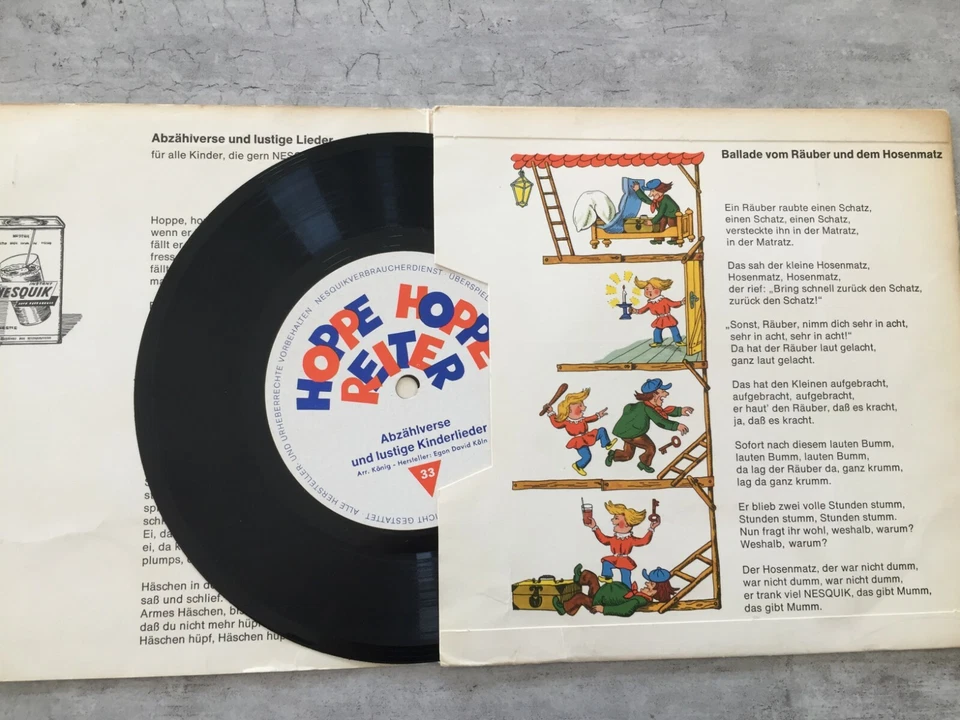 Abzählverse und lustige Lieder
für alle Kinder, die gern NESQ
Hoppe, ho
wenn er
fällt er
fress
fällt
ma
NESQUIK
Ei, da
ei, da k
plumps,
Häschen in de
saß und schlief.
Armes Häschen, bis
daß du nicht mehr hüpf
Häschen hüpf, Häschen hüp
NESQUIKVERBRAUCHERDIENST ÜBERSPIEL
NICHT GESTATTET ALLE HERSTELLER- UND URHEBERRECHTE VORBEHALTEN
HOPPE HOPPE
REITER
Abzählverse
und lustige Kinderlieder
Arr. König - Hersteller: Egon David Köln
33
Ballade vom Räuber und dem Hosenmatz
Ein Räuber raubte einen Schatz,
einen Schatz, einen Schatz,
versteckte ihn in der Matratz,
in der Matratz.
Das sah der kleine Hosenmatz,
Hosenmatz, Hosenmatz,
der rief: „Bring schnell zurück den Schatz,
zurück den Schatz!"
„Sonst, Räuber, nimm dich sehr in acht,
sehr in acht, sehr in acht!"
Da hat der Räuber laut gelacht,
ganz laut gelacht.
Das hat den Kleinen aufgebracht,
aufgebracht, aufgebracht,
er haut' den Räuber, daß es kracht,
ja, daß es kracht.
Sofort nach diesem lauten Bumm,
lauten Bumm, lauten Bumm,
da lag der Räuber da, ganz krumm,
lag da ganz krumm.
Er blieb zwei volle Stunden stumm,
Stunden stumm, Stunden stumm.
Nun fragt ihr wohl, weshalb, warum?
Weshalb, warum?
Der Hosenmatz, der war nicht dumm,
war nicht dumm, war nicht dumm,
er trank viel NESQUIK, das gibt Mumm,
das gibt Mumm.